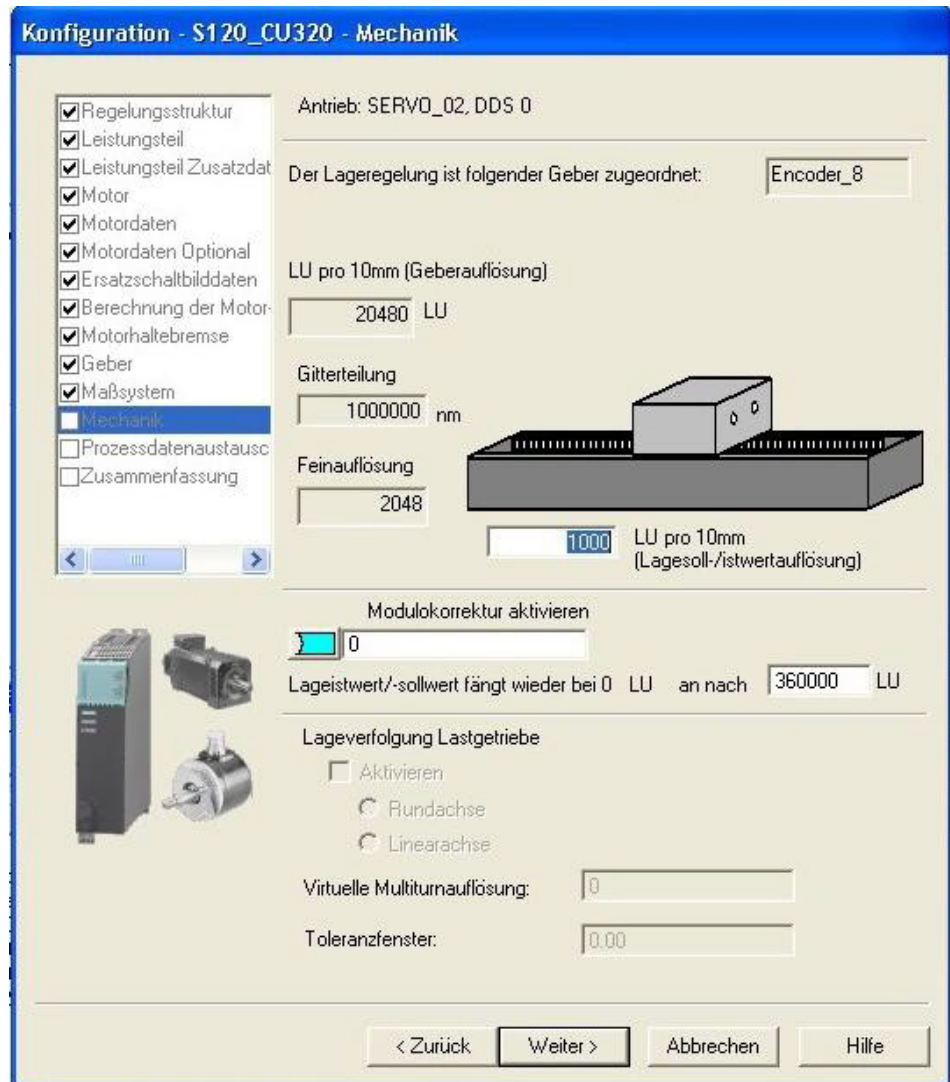 Konfiguration - S120_CU320 - Mechanik
Regelungsstruktur
Leistungsteil
Leistungsteil Zusatzdat
Motor
Motordaten
Motordaten Optional
Ersatzschaltbilddaten
Berechnung der Motor-
Motorhaltebremse
Geber
Maßsystem
Mechanik
Prozessdatenaustausc
Zusammenfassung
Antrieb: SERVO_02, DDS 0
Der Lageregelung ist folgender Geber zugeordnet: Encoder_8
LU pro 10mm (Geberauflösung)
20480 LU
Gitterteilung
1000000 nm
Feinauflösung
2048
1000 LU pro 10mm
(Lagesoll-/istwertauflösung)
Modulokorrektur aktivieren
0
Lageistwert/-sollwert fängt wieder bei 0 LU an nach 360000 LU
Lageverfolgung Lastgetriebe
Aktivieren
Rundachse
Linearachse
Virtuelle Multiturnauflösung: 0
Toleranzfenster: 0.00
< Zurück Weiter > Abbrechen Hilfe